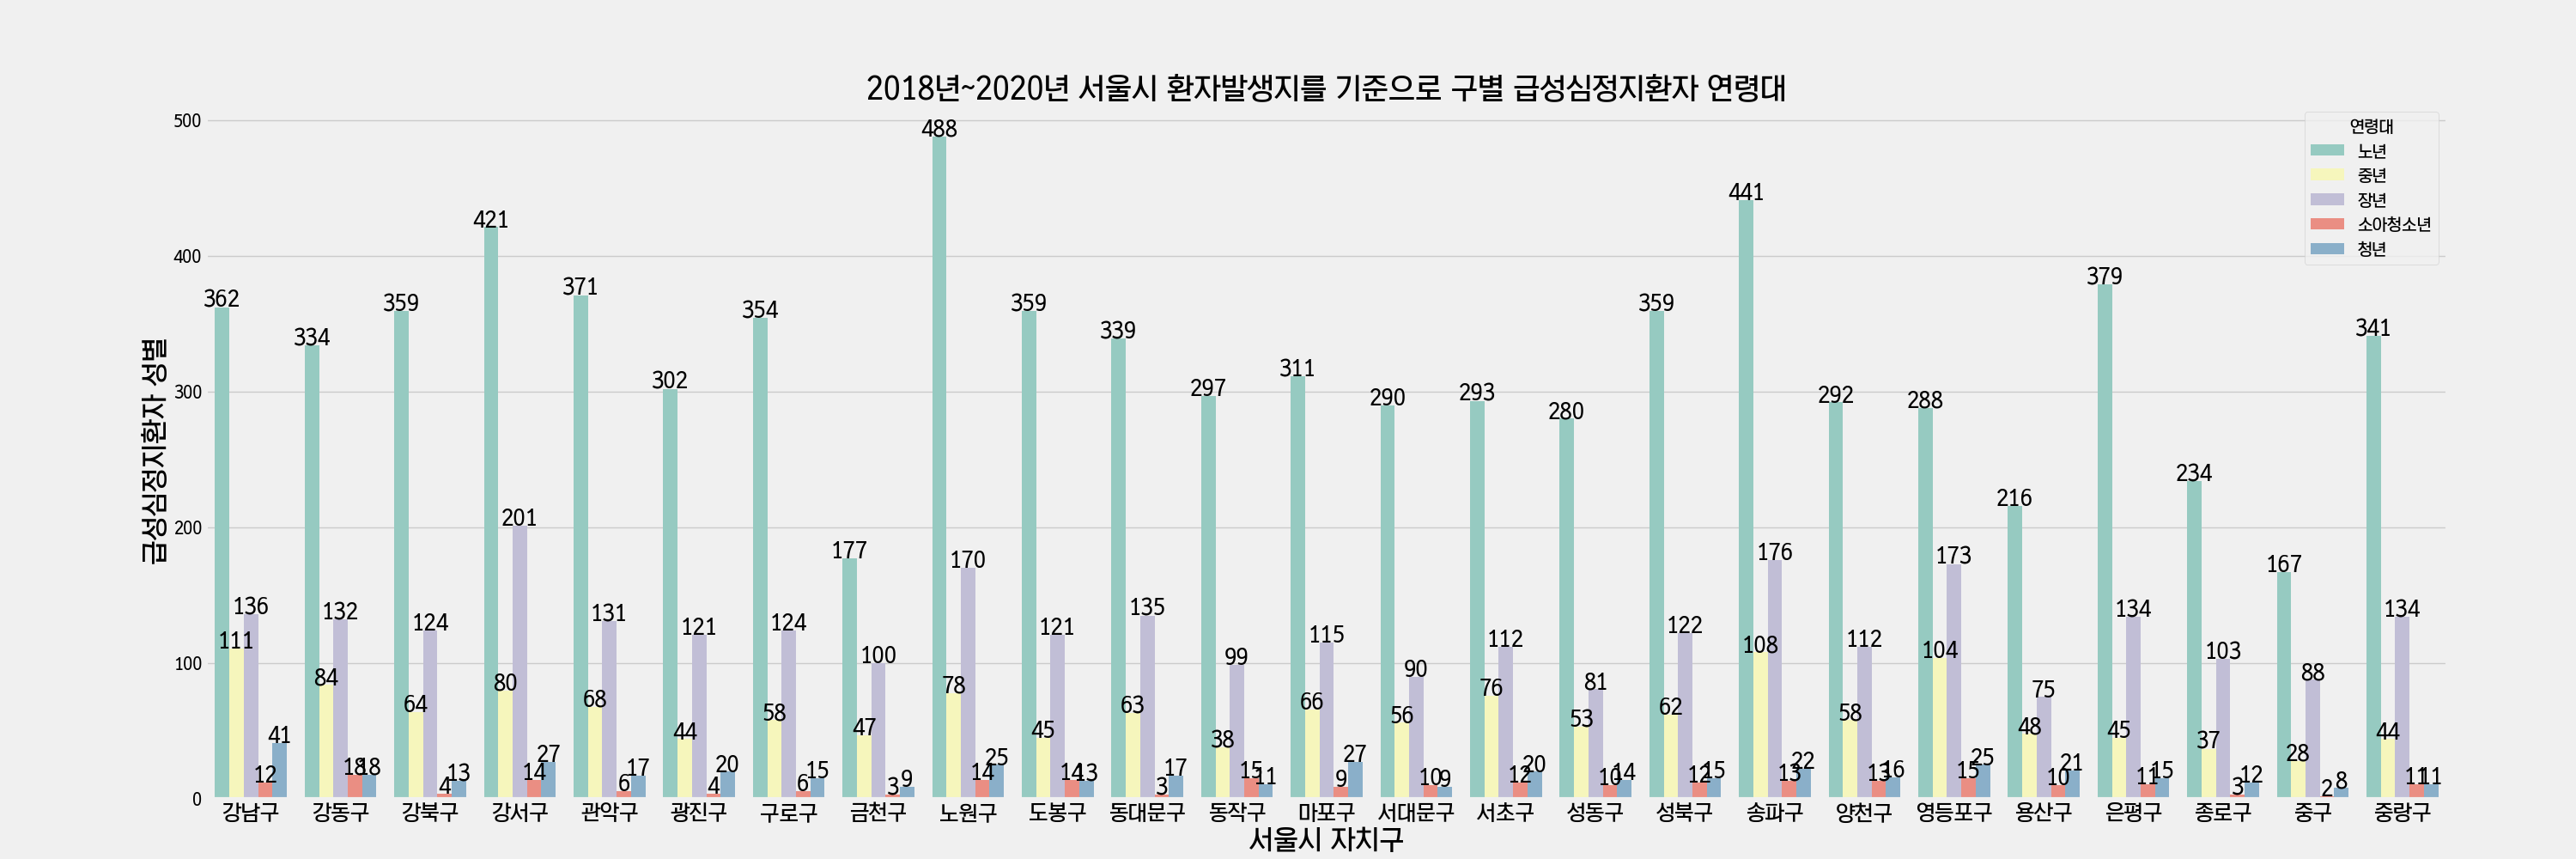 2018년~2020년 서울시 환자발생지를 기준으로 구별 급성심정지환자 연령대
급성심정지환자 성별
500
400
300
200
100
0
연령대
노년
중년
장년
소아청소년
청년
362 111 136 12 41
334 84 132 18 18
359 64 124 4 13
421 80 201 14 27
371 68 131 6 17
302 44 121 4 20
354 58 124 6 15
177 47 100 3 9
488 78 170 14 25
359 45 121 14 13
339 63 135 3 17
297 38 99 15 11
311 66 115 9 27
290 56 90 10 9
293 76 112 12 20
280 53 81 10 14
359 62 122 12 15
441 108 176 13 22
292 58 112 13 16
288 104 173 15 25
216 48 75 10 21
379 45 134 11 15
234 37 103 3 12
167 28 88 2 8
341 44 134 11 11
강남구 강동구 강북구 강서구 관악구 광진구 구로구 금천구 노원구 도봉구 동대문구 동작구 마포구 서대문구 서초구 성동구 성북구 송파구 양천구 영등포구 용산구 은평구 종로구 중구 중랑구
서울시 자치구